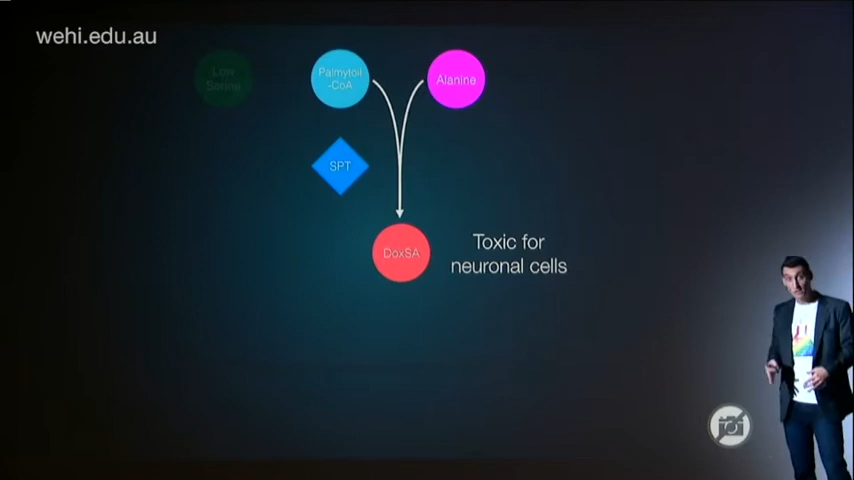 wehi.edu.au
Low
Serine
Palmytoil
-CoA
Alanine
SPT
DoxSA
Toxic for
neuronal cells